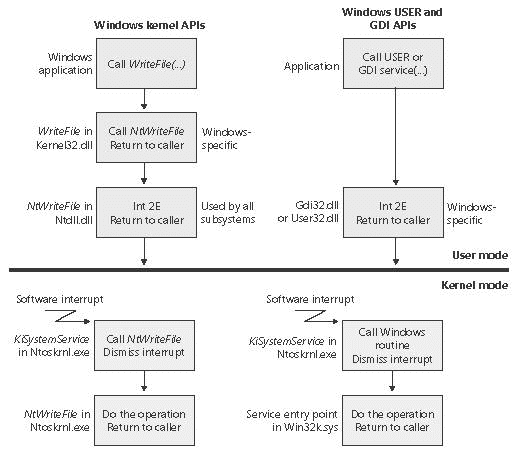 Windows kernel APIs
Windows USER and
GDI APIs
Windows
application
Call WriteFile(...)
Application
Call USER or
GDI service(...)
WriteFile in
Kernel32.dll
Call NtWriteFile
Return to caller
Windows-
specific
NtWriteFile in
Ntdll.dll
Int 2E
Return to caller
Used by all
subsystems
Gdi32.dll
or User32.dll
Int 2E
Return to caller
Windows-
specific
User mode
Kernel mode
Software interrupt
KiSystemService
in Ntoskrnl.exe
Call NtWriteFile
Dismiss interrupt
Software interrupt
KiSystemService
in Ntoskrnl.exe
Call Windows
routine
Dismiss interrupt
NtWriteFile in
Ntoskrnl.exe
Do the operation
Return to caller
Service entry point
in Win32k.sys
Do the operation
Return to caller